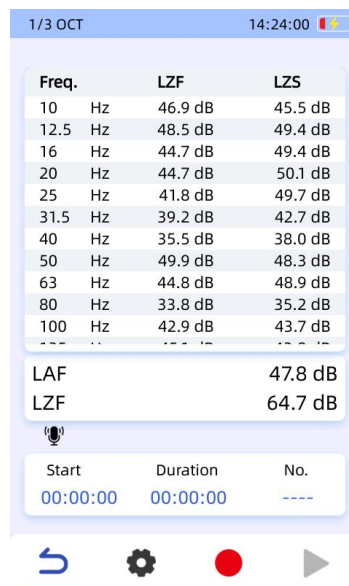 1/3 OCT 14:24:00
Freq. LZF LZS
10 Hz 46.9 dB 45.5 dB
12.5 Hz 48.5 dB 49.4 dB
16 Hz 44.7 dB 49.4 dB
20 Hz 44.7 dB 50.1 dB
25 Hz 41.8 dB 49.7 dB
31.5 Hz 39.2 dB 42.7 dB
40 Hz 35.5 dB 38.0 dB
50 Hz 49.9 dB 48.3 dB
63 Hz 44.8 dB 48.9 dB
80 Hz 33.8 dB 35.2 dB
100 Hz 42.9 dB 43.7 dB
LAF 47.8 dB
LZF 64.7 dB
Start Duration No.
00:00:00 00:00:00 ----